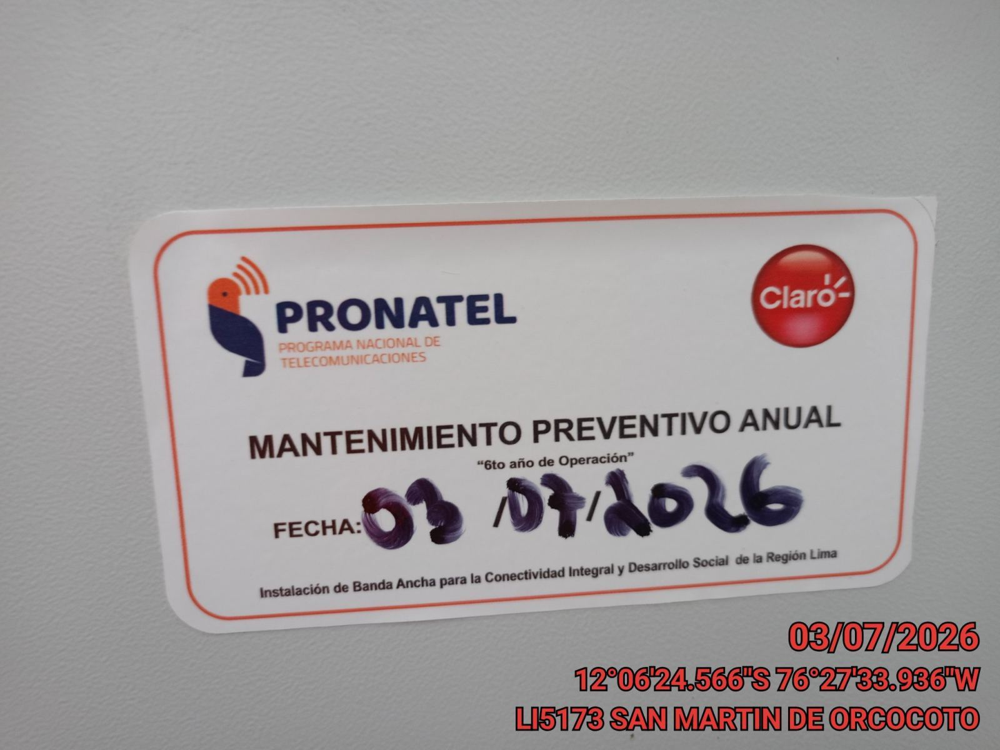 PRONATEL
PROGRAMA NACIONAL DE
TELECOMUNICACIONES
Claro
MANTENIMIENTO PREVENTIVO ANUAL
“6to año de Operación”
FECHA: 03 /07/2026
Instalación de Banda Ancha para la Conectividad Integral y Desarrollo Social de la Región Lima
03/07/2026
12°06'24.566"S 76°27'33.936"W
LI5173 SAN MARTIN DE ORCOCOTO